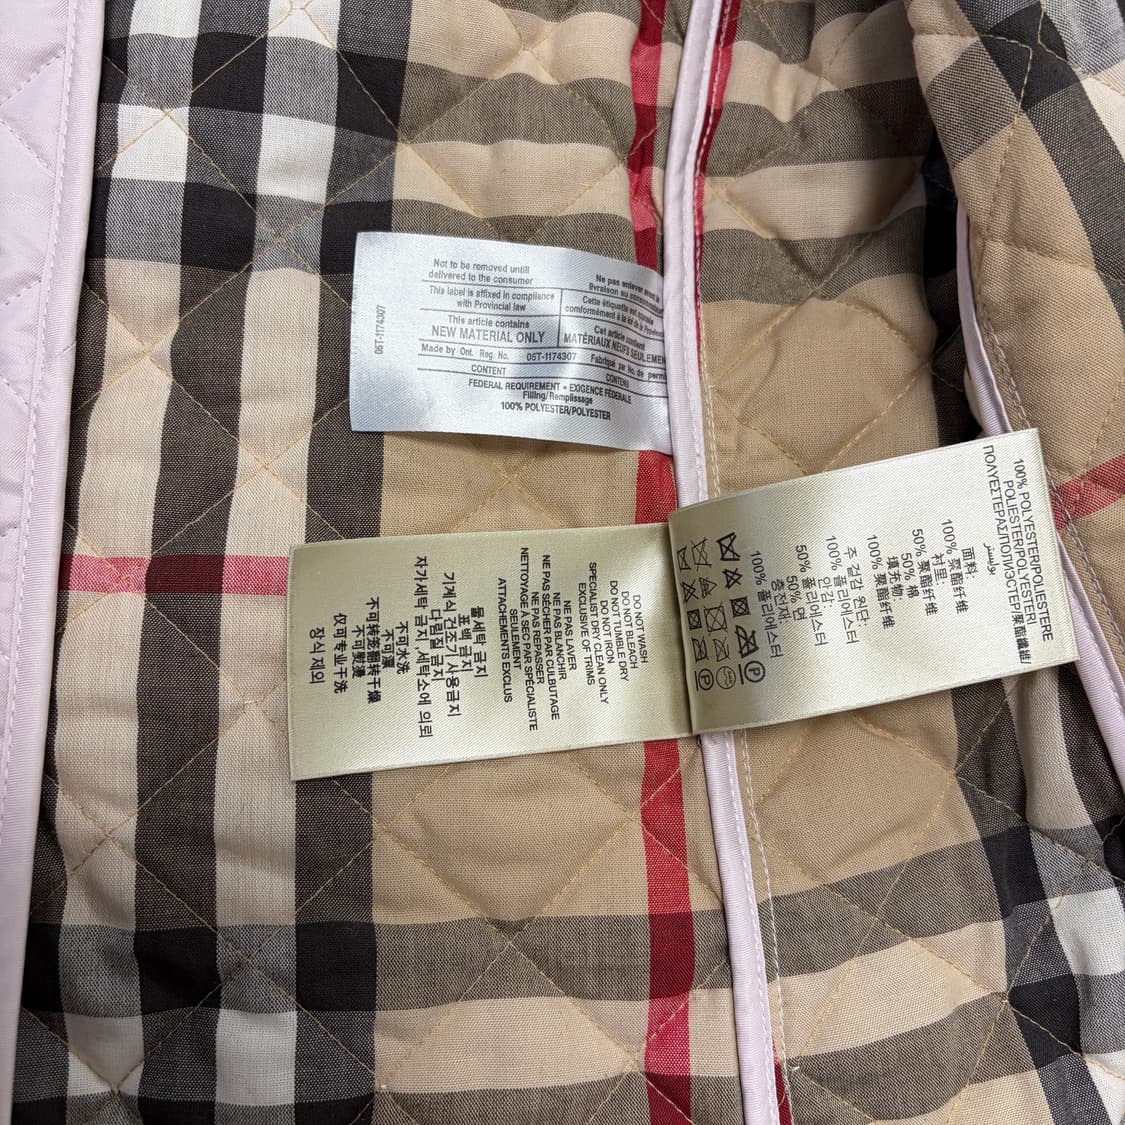 Not to be removed untill
delivered to the consumer
This label is affixed in compliance
with Provincial law
This article contains
NEW MATERIAL ONLY
Made by Ont. Reg. No. 05T-1174307
CONTENT
Ne pas enlever avant
livraison au consommateur
Cette étiquette est apposée
conformément à la loi de la
Cet article contient
MATÉRIAUX NEUFS SEULEMEN
Fabriqué par No. de permi
CONTENU
FEDERAL REQUIREMENT • EXIGENCE FÉDÉRALE
Filling/Remplissage
100% POLYESTER/POLYESTER
05T-1174307
DO NOT WASH
DO NOT BLEACH
DO NOT TUMBLE DRY
DO NOT IRON
SPECIALIST DRY CLEAN ONLY
EXCLUSIVE OF TRIMS
NE PAS LAVER
NE PAS BLANCHIR
NE PAS SÉCHER PAR CULBUTAGE
NE PAS REPASSER
NETTOYAGE À SEC PAR SPÉCIALISTE
SEULEMENT
ATTACHEMENTS EXCLUS
물세탁 금지
표백 금지
기계식 건조기 사용금지
다림질 금지
자가세탁 금지, 세탁소에 의뢰
不可水洗
不可漂
不可转笼翻转干燥
不可熨烫
仅可专业干洗
장식 제외
100% POLYESTER/POLIESTERE
POLIESTER/POLYESTER/
ΠΟΛΥΕΣΤΕΡΑΣ/ПОЛИЭСТЕР/聚酯纖維/
بوليستر
面料:
100% 聚酯纤维
衬里:
50% 聚酯纤维
50% 棉
填充物:
100% 聚酯纤维
주 겉감 원단:
100% 폴리에스터
안감:
50% 폴리에스터
50% 면
충전재:
100% 폴리에스터
P
P
P